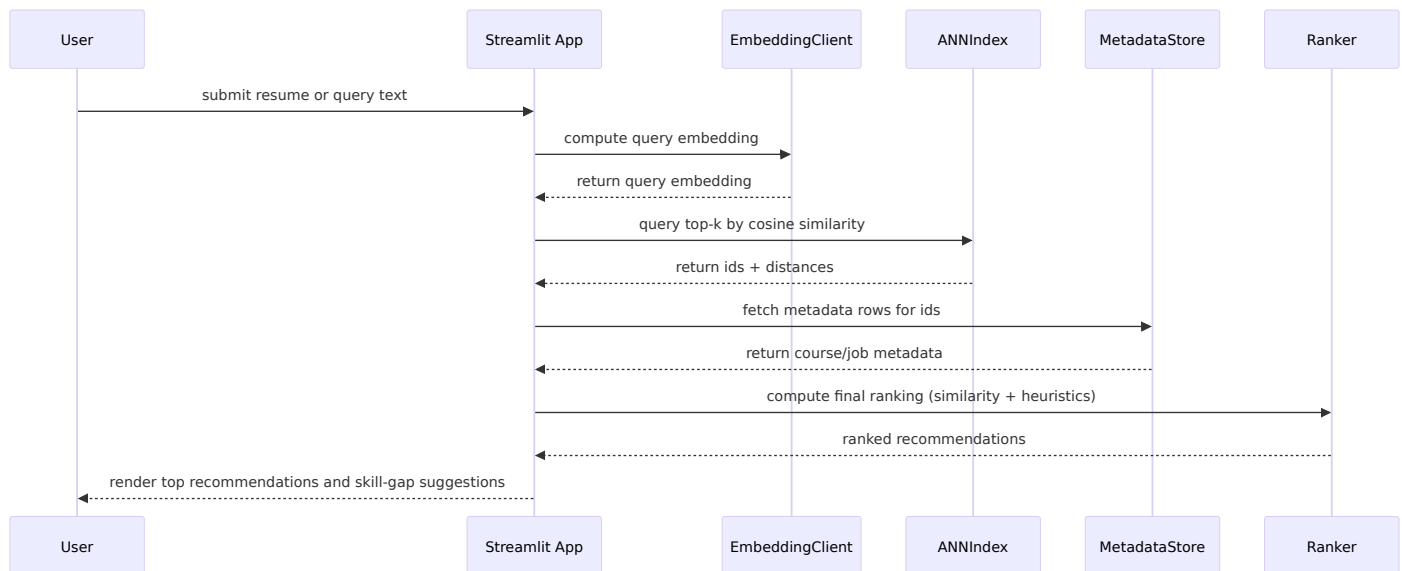 User
Streamlit App
EmbeddingClient
ANNIndex
MetadataStore
Ranker
submit resume or query text
compute query embedding
return query embedding
query top-k by cosine similarity
return ids + distances
fetch metadata rows for ids
return course/job metadata
compute final ranking (similarity + heuristics)
ranked recommendations
render top recommendations and skill-gap suggestions
User
Streamlit App
EmbeddingClient
ANNIndex
MetadataStore
Ranker